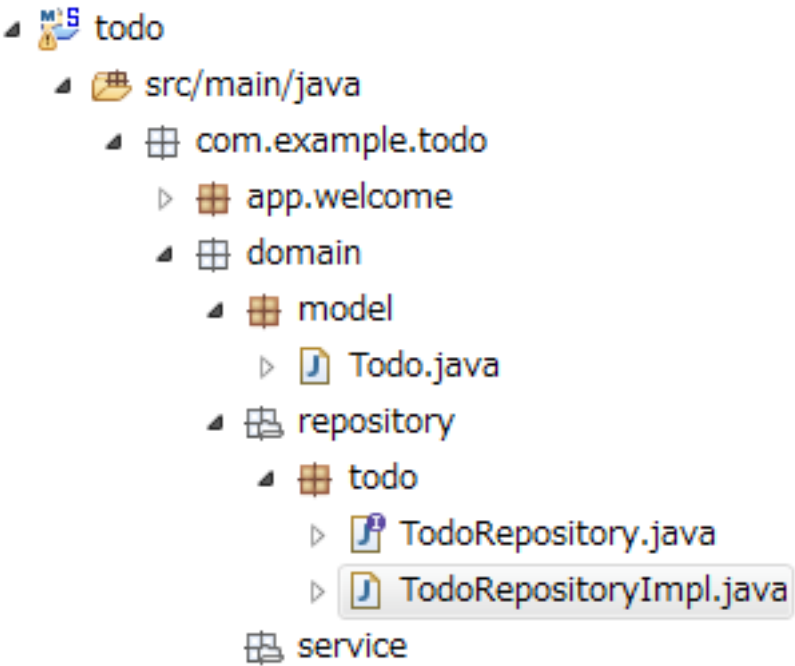 todo
src/main/java
com.example.todo
app.welcome
domain
model
Todo.java
repository
todo
TodoRepository.java
TodoRepositoryImpl.java
service